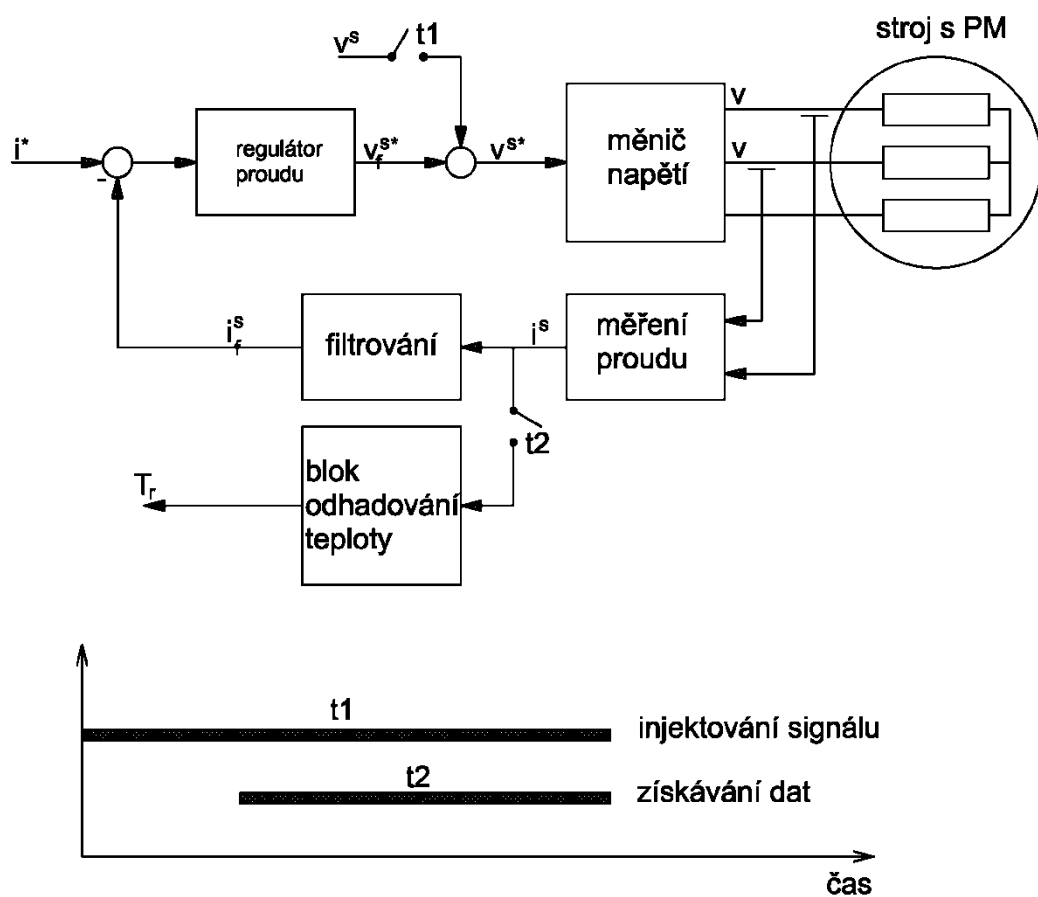 stroj s PM
v^s
t1
i*
-
regulátor
proudu
v_f^s*
v^s*
měnič
napětí
v
v
i_f^s
filtrování
i^s
měření
proudu
t2
T_r
blok
odhadování
teploty
t1
injektování signálu
t2
získávání dat
čas